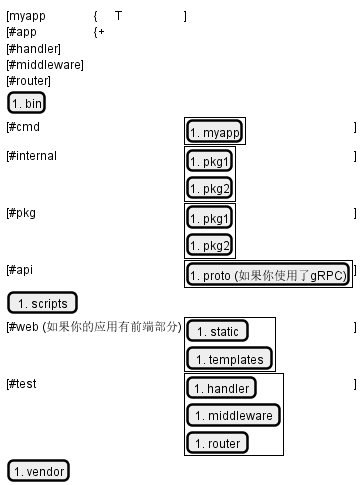 [myapp { T ]
[#app {+
[#handler]
[#middleware]
[#router]
1. bin
[#cmd 1. myapp ]
[#internal 1. pkg1 ]
1. pkg2
[#pkg 1. pkg1 ]
1. pkg2
[#api 1. proto (如果你使用了gRPC) ]
1. scripts
[#web (如果你的应用有前端部分) 1. static ]
1. templates
[#test 1. handler ]
1. middleware
1. router
1. vendor